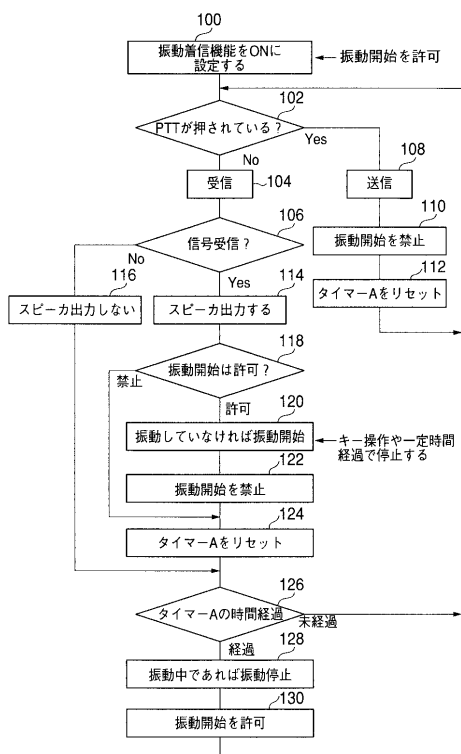 100
振動着信機能をONに
設定する
振動開始を許可
102
PTTが押されている？
Yes
No
108
受信
104
送信
106
110
信号受信？
振動開始を禁止
No
116
Yes
114
112
タイマーAをリセット
スピーカ出力しない
スピーカ出力する
118
振動開始は許可？
禁止
許可
120
振動していなければ振動開始
キー操作や一定時間
経過で停止する
122
振動開始を禁止
124
タイマーAをリセット
126
タイマーAの時間経過
未経過
経過
128
振動中であれば振動停止
130
振動開始を許可